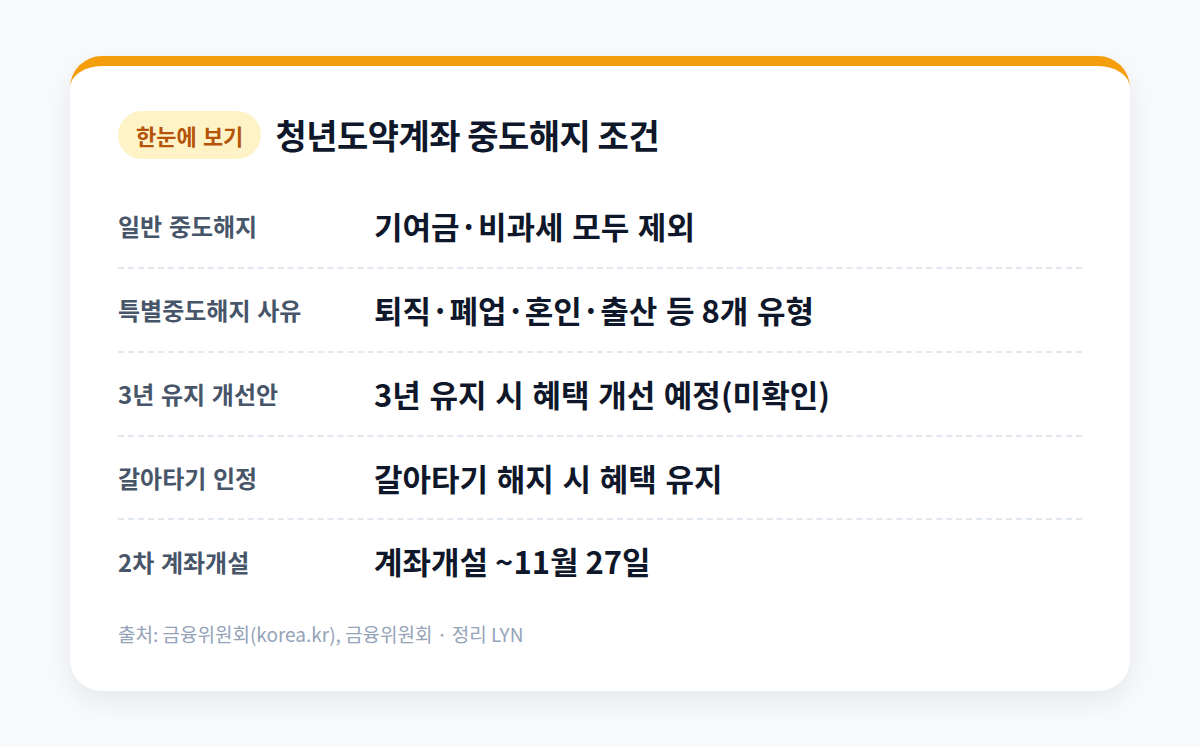 한눈에 보기 청년도약계좌 중도해지 조건
일반 중도해지 기여금·비과세 모두 제외
특별중도해지 사유 퇴직·폐업·혼인·출산 등 8개 유형
3년 유지 개선안 3년 유지 시 혜택 개선 예정(미확인)
갈아타기 인정 갈아타기 해지 시 혜택 유지
2차 계좌개설 계좌개설 ~11월 27일
출처: 금융위원회(korea.kr), 금융위원회 · 정리 LYN